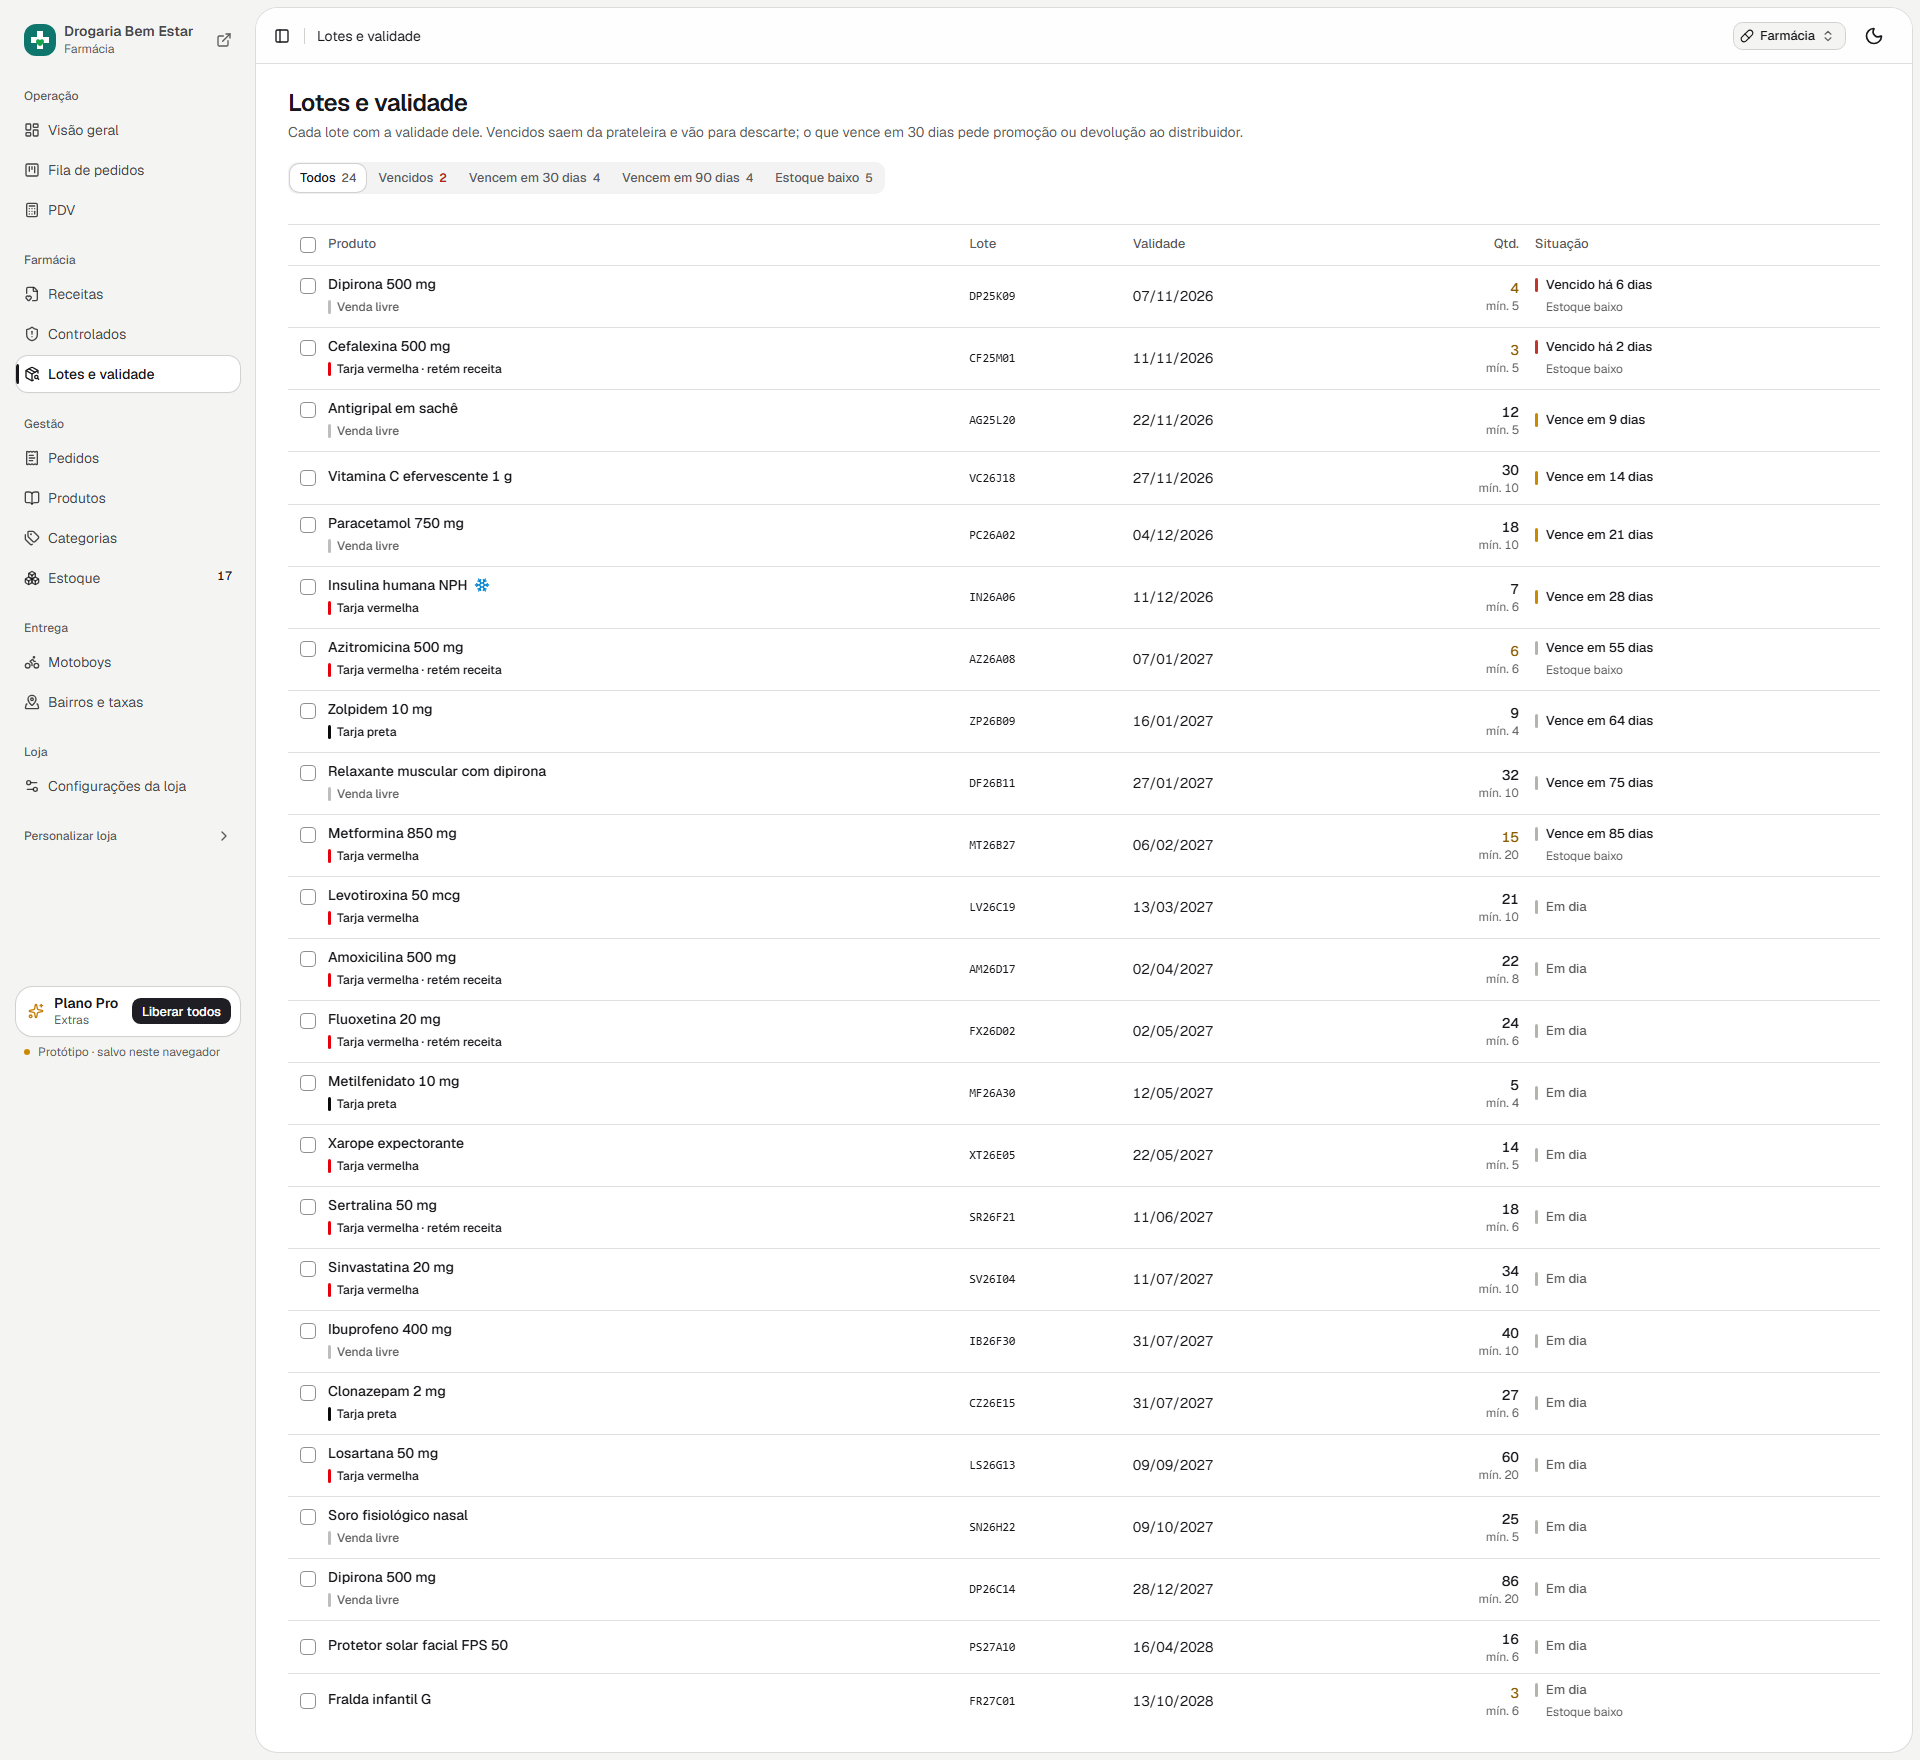 Drogaria Bem Estar
Farmácia
Operação
Visão geral
Fila de pedidos
PDV
Farmácia
Receitas
Controlados
Lotes e validade
Gestão
Pedidos
Produtos
Categorias
Estoque 17
Entrega
Motoboys
Bairros e taxas
Loja
Configurações da loja
Personalizar loja
Plano Pro
Extras
Liberar todos
Protótipo · salvo neste navegador
Lotes e validade
Farmácia
Lotes e validade
Cada lote com a validade dele. Vencidos saem da prateleira e vão para descarte; o que vence em 30 dias pede promoção ou devolução ao distribuidor.
Todos 24 Vencidos 2 Vencem em 30 dias 4 Vencem em 90 dias 4 Estoque baixo 5
Produto Lote Validade Qtd. Situação
Dipirona 500 mg DP25K09 07/11/2026 4 Vencido há 6 dias
Venda livre mín. 5 Estoque baixo
Cefalexina 500 mg CF25M01 11/11/2026 3 Vencido há 2 dias
Tarja vermelha · retém receita mín. 5 Estoque baixo
Antigripal em sachê AG25L20 22/11/2026 12 Vence em 9 dias
Venda livre mín. 5
Vitamina C efervescente 1 g VC26J18 27/11/2026 30 Vence em 14 dias
mín. 10
Paracetamol 750 mg PC26A02 04/12/2026 18 Vence em 21 dias
Venda livre mín. 10
Insulina humana NPH IN26A06 11/12/2026 7 Vence em 28 dias
Tarja vermelha mín. 6
Azitromicina 500 mg AZ26A08 07/01/2027 6 Vence em 55 dias
Tarja vermelha · retém receita mín. 6 Estoque baixo
Zolpidem 10 mg ZP26B09 16/01/2027 9 Vence em 64 dias
Tarja preta mín. 4
Relaxante muscular com dipirona DF26B11 27/01/2027 32 Vence em 75 dias
Venda livre mín. 10
Metformina 850 mg MT26B27 06/02/2027 15 Vence em 85 dias
Tarja vermelha mín. 20 Estoque baixo
Levotiroxina 50 mcg LV26C19 13/03/2027 21 Em dia
Tarja vermelha mín. 10
Amoxicilina 500 mg AM26D17 02/04/2027 22 Em dia
Tarja vermelha · retém receita mín. 8
Fluoxetina 20 mg FX26D02 02/05/2027 24 Em dia
Tarja vermelha · retém receita mín. 6
Metilfenidato 10 mg MF26A30 12/05/2027 5 Em dia
Tarja preta mín. 4
Xarope expectorante XT26E05 22/05/2027 14 Em dia
Tarja vermelha mín. 5
Sertralina 50 mg SR26F21 11/06/2027 18 Em dia
Tarja vermelha · retém receita mín. 6
Sinvastatina 20 mg SV26I04 11/07/2027 34 Em dia
Tarja vermelha mín. 10
Ibuprofeno 400 mg IB26F30 31/07/2027 40 Em dia
Venda livre mín. 10
Clonazepam 2 mg CZ26E15 31/07/2027 27 Em dia
Tarja preta mín. 6
Losartana 50 mg LS26G13 09/09/2027 60 Em dia
Tarja vermelha mín. 20
Soro fisiológico nasal SN26H22 09/10/2027 25 Em dia
Venda livre mín. 5
Dipirona 500 mg DP26C14 28/12/2027 86 Em dia
Venda livre mín. 20
Protetor solar facial FPS 50 PS27A10 16/04/2028 16 Em dia
mín. 6
Fralda infantil G FR27C01 13/10/2028 3 Em dia
mín. 6 Estoque baixo